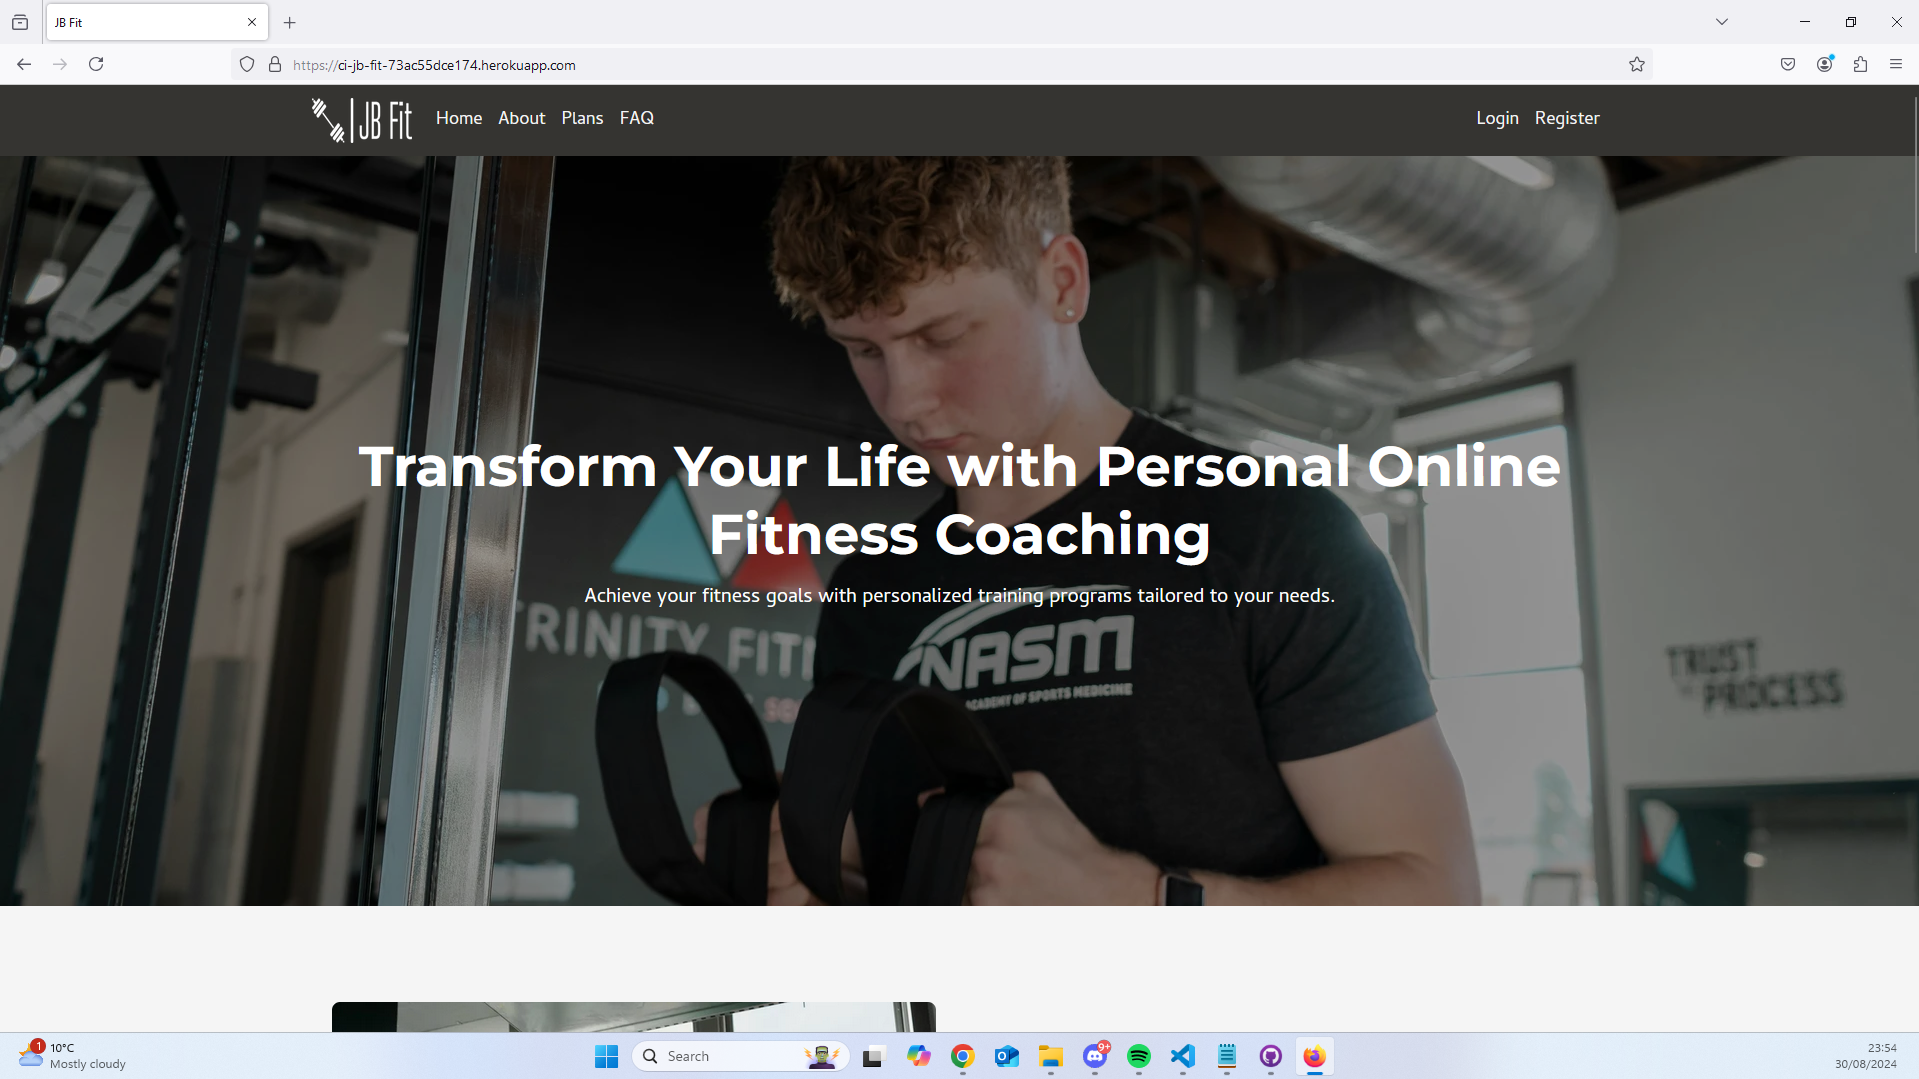 JB Fit
https://ci-jb-fit-73ac55dce174.herokuapp.com
JB Fit
Home
About
Plans
FAQ
Login
Register
Transform Your Life with Personal Online
Fitness Coaching
Achieve your fitness goals with personalized training programs tailored to your needs.
TRINITY FIT
NASM
ACADEMY OF SPORTS MEDICINE
TRUST
PROCESS
1
10°C
Mostly cloudy
Search
9+
23:54
30/08/2024